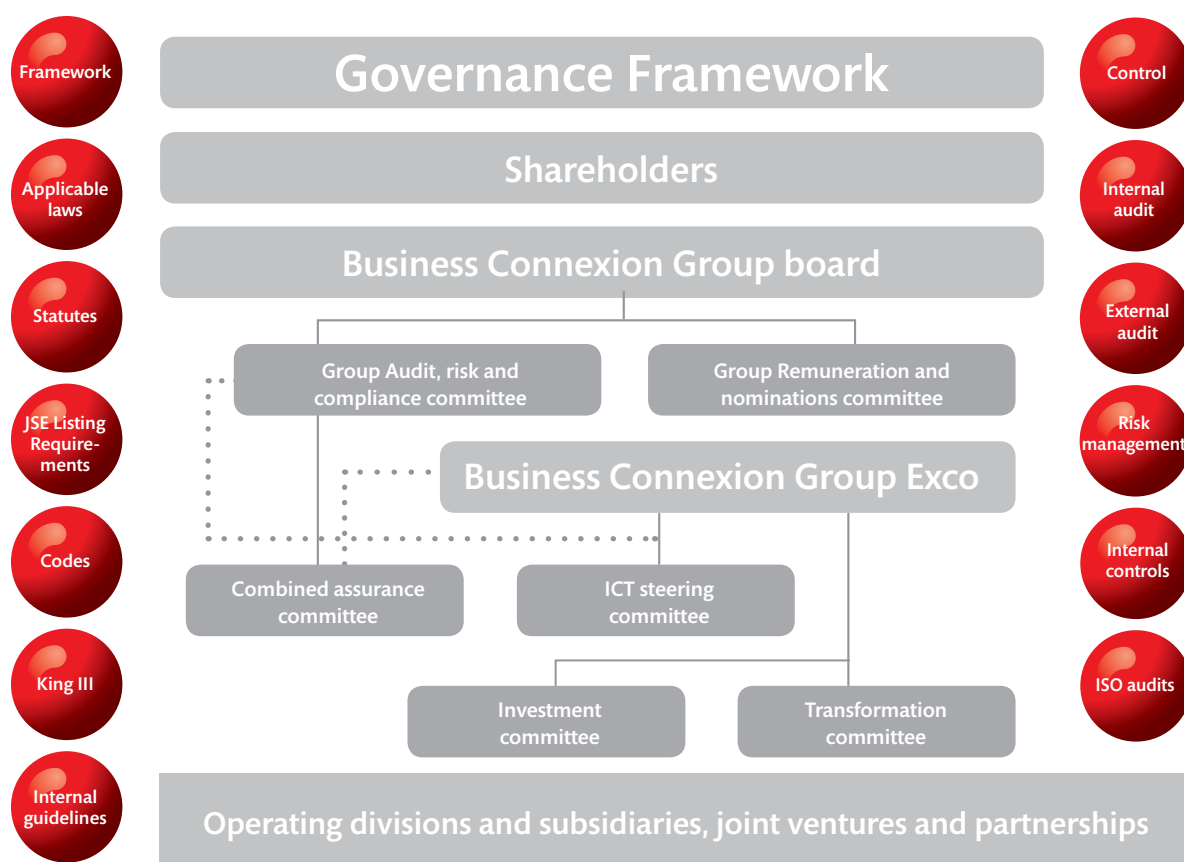 Governance Framework
Shareholders
Business Connexion Group board
Group Audit, risk and
compliance committee
Group Remuneration and
nominations committee
Business Connexion Group Exco
Combined assurance
committee
ICT steering
committee
Investment
committee
Transformation
committee
Operating divisions and subsidiaries, joint ventures and partnerships
Framework
Applicable
laws
Statutes
JSE Listing
Require-
ments
Codes
King III
Internal
guidelines
Control
Internal
audit
External
audit
Risk
management
Internal
controls
ISO audits